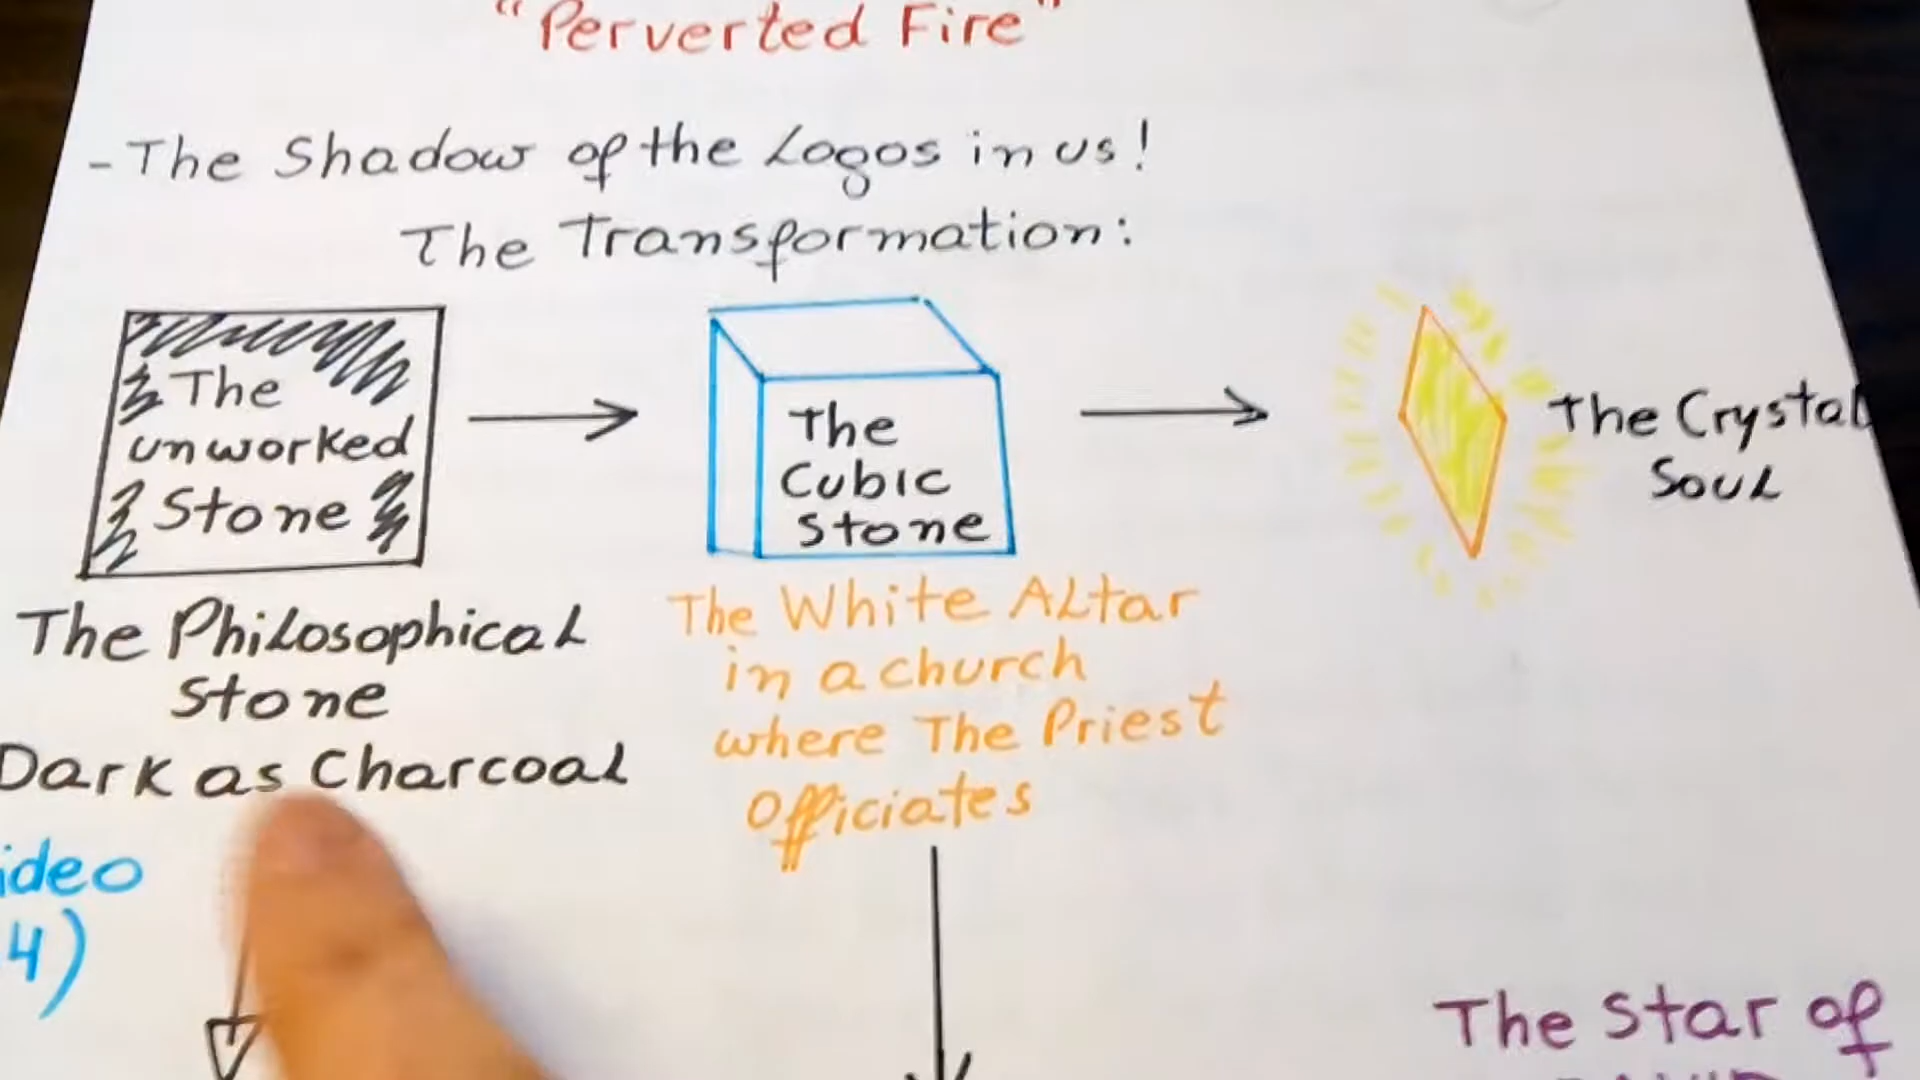 "Perverted Fire"
- The Shadow of the Logos in us!
The Transformation:
The
unworked
Stone
The
Cubic
Stone
The Crystal
Soul
The Philosophical
Stone
Dark as Charcoal
The White Altar
in a church
where The Priest
Officiates
ideo
4)
The Star of